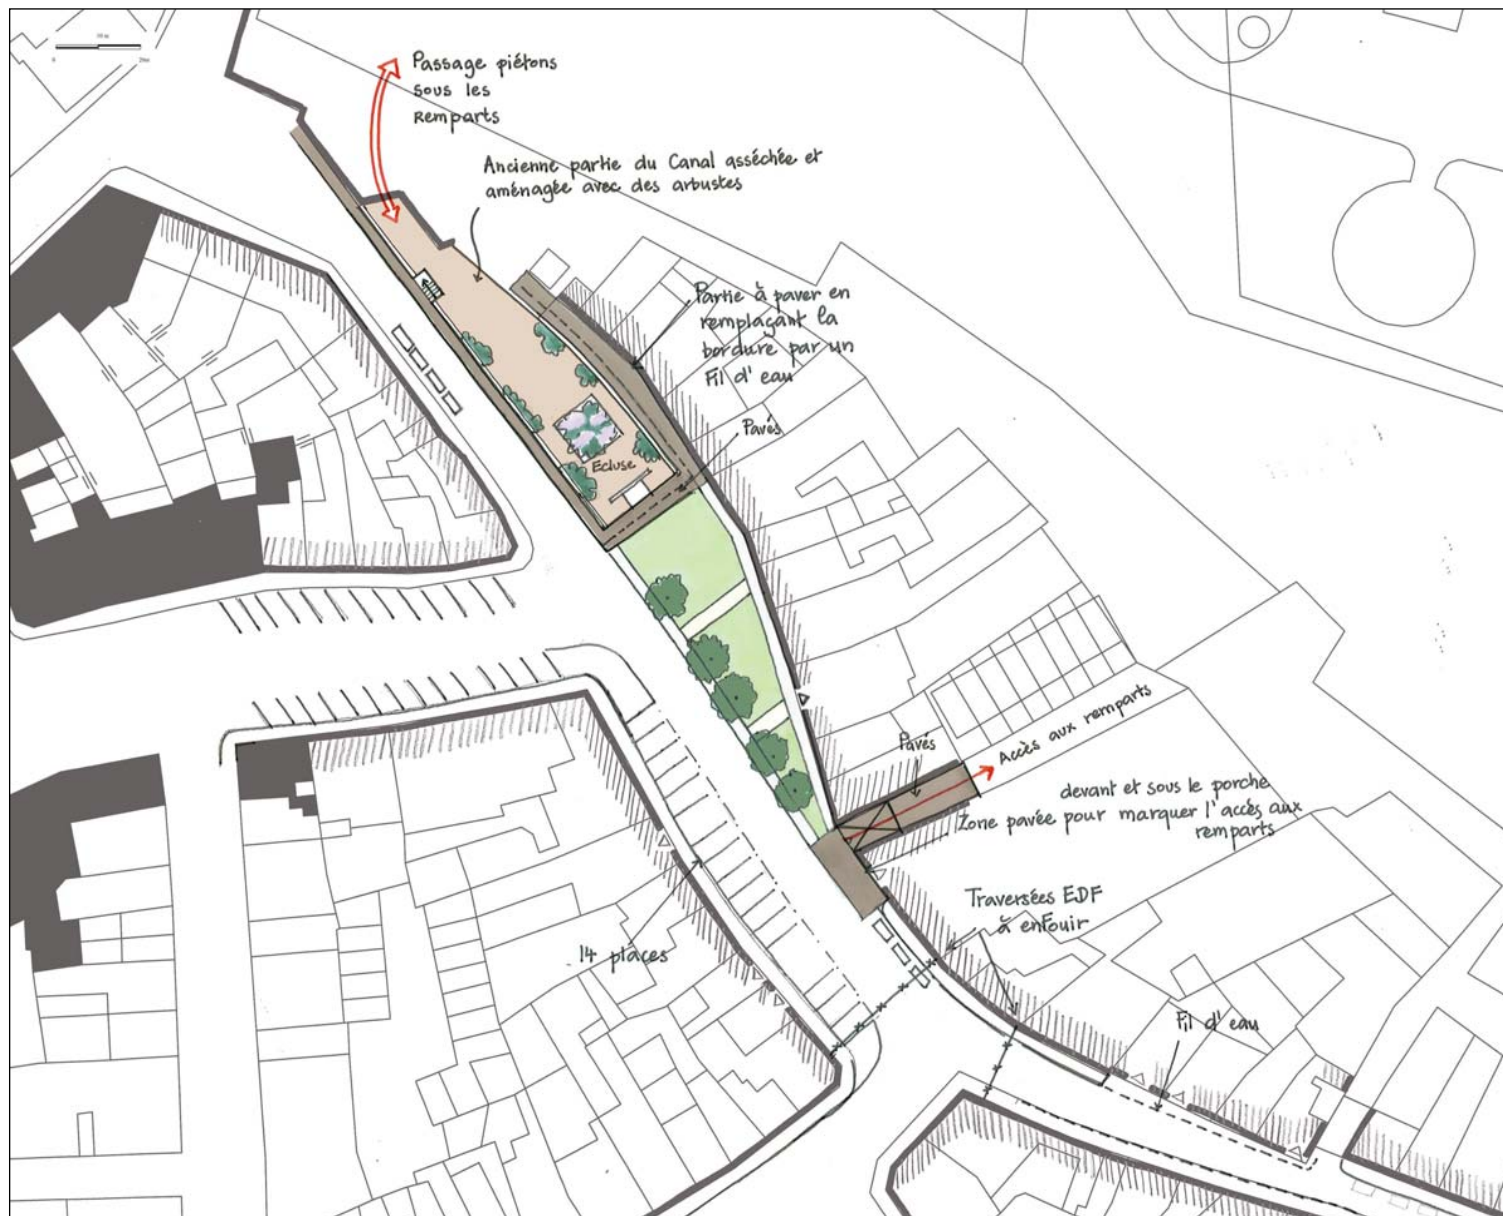 Passage piétons
sous les
Remparts
Ancienne partie du Canal asséchée et
aménagée avec des arbustes
Partie à paver en
remplaçant la
bordure par un
Fil d'eau
Pavés
Ecluse
Pavés
Accès aux remparts
devant et sous le porche
Zone pavée pour marquer l'accès aux
remparts
Traversées EDF
à enfouir
14 places
Fil d'eau